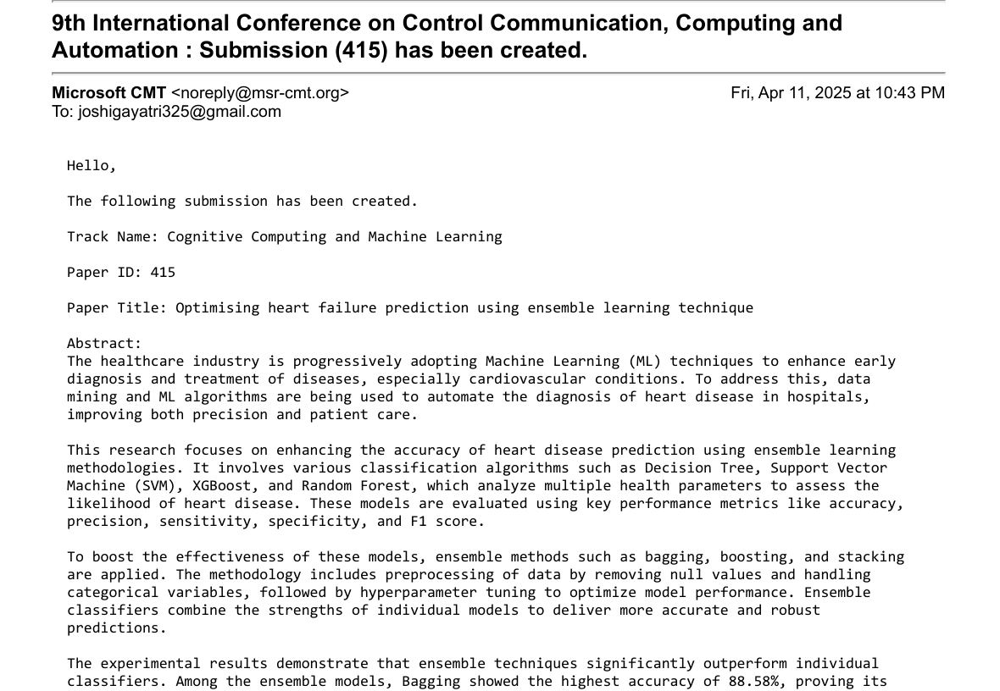 9th International Conference on Control Communication, Computing and
Automation : Submission (415) has been created.
Microsoft CMT <noreply@msr-cmt.org> Fri, Apr 11, 2025 at 10:43 PM
To: joshigayatri325@gmail.com
Hello,
The following submission has been created.
Track Name: Cognitive Computing and Machine Learning
Paper ID: 415
Paper Title: Optimising heart failure prediction using ensemble learning technique
Abstract:
The healthcare industry is progressively adopting Machine Learning (ML) techniques to enhance early
diagnosis and treatment of diseases, especially cardiovascular conditions. To address this, data
mining and ML algorithms are being used to automate the diagnosis of heart disease in hospitals,
improving both precision and patient care.
This research focuses on enhancing the accuracy of heart disease prediction using ensemble learning
methodologies. It involves various classification algorithms such as Decision Tree, Support Vector
Machine (SVM), XGBoost, and Random Forest, which analyze multiple health parameters to assess the
likelihood of heart disease. These models are evaluated using key performance metrics like accuracy,
precision, sensitivity, specificity, and F1 score.
To boost the effectiveness of these models, ensemble methods such as bagging, boosting, and stacking
are applied. The methodology includes preprocessing of data by removing null values and handling
categorical variables, followed by hyperparameter tuning to optimize model performance. Ensemble
classifiers combine the strengths of individual models to deliver more accurate and robust
predictions.
The experimental results demonstrate that ensemble techniques significantly outperform individual
classifiers. Among the ensemble models, Bagging showed the highest accuracy of 88.58%, proving its